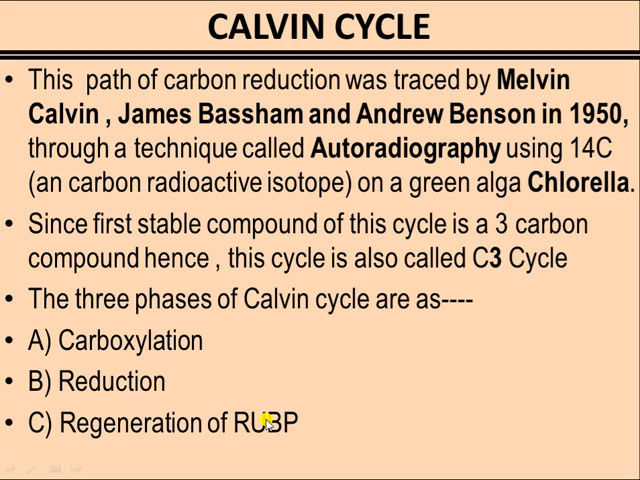 CALVIN CYCLE
• This path of carbon reduction was traced by Melvin
Calvin , James Bassham and Andrew Benson in 1950,
through a technique called Autoradiography using 14C
(an carbon radioactive isotope) on a green alga Chlorella.
• Since first stable compound of this cycle is a 3 carbon
compound hence , this cycle is also called C3 Cycle
• The three phases of Calvin cycle are as----
• A) Carboxylation
• B) Reduction
• C) Regeneration of RUBP